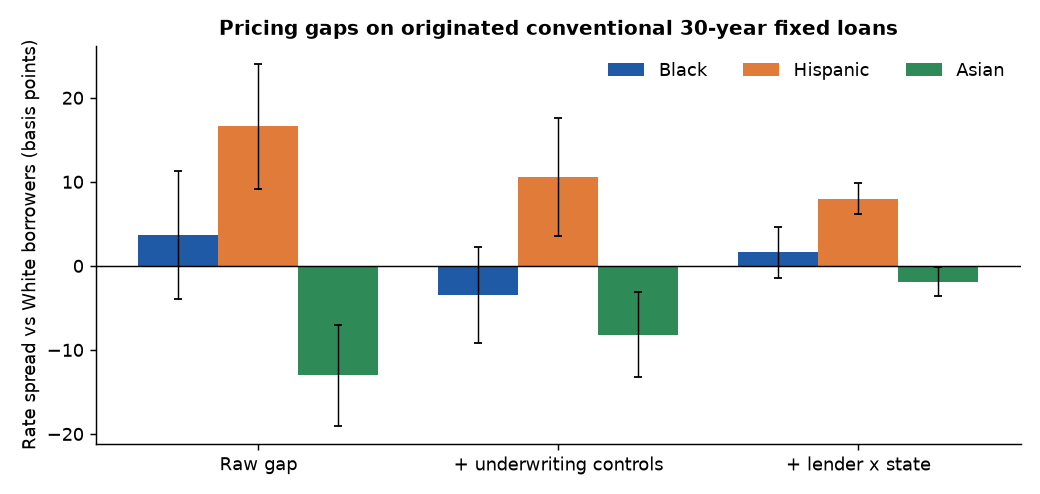 Pricing gaps on originated conventional 30-year fixed loans
Black
Hispanic
Asian
Rate spread vs White borrowers (basis points)
20
10
0
−10
−20
Raw gap
+ underwriting controls
+ lender x state